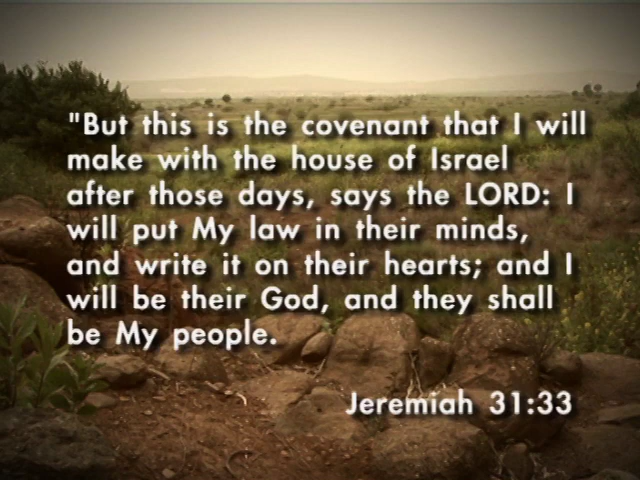 "But this is the covenant that I will
make with the house of Israel
after those days, says the LORD: I
will put My law in their minds,
and write it on their hearts; and I
will be their God, and they shall
be My people.
Jeremiah 31:33